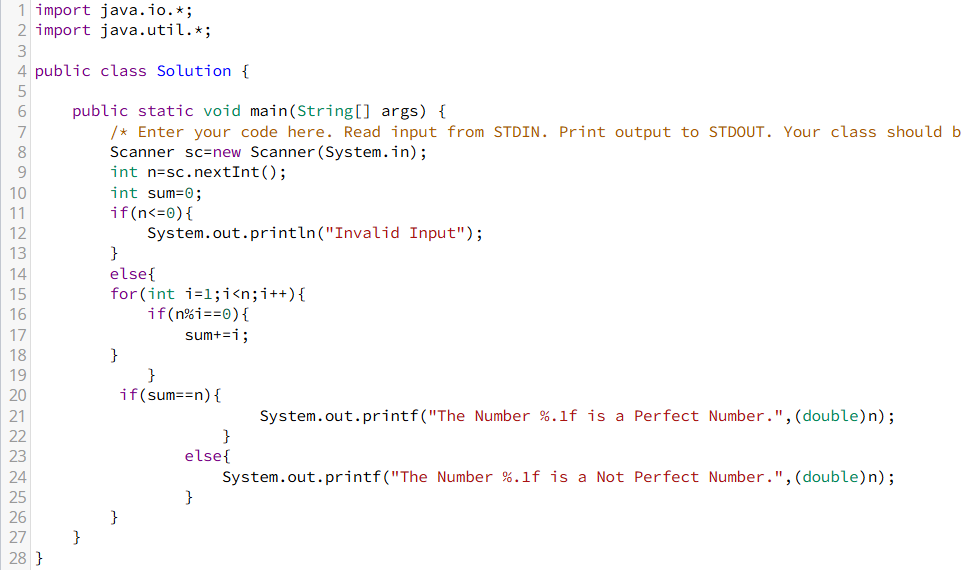 1 import java.io.*;
2 import java.util.*;
3
4 public class Solution {
5
6     public static void main(String[] args) {
7         /* Enter your code here. Read input from STDIN. Print output to STDOUT. Your class should b
8         Scanner sc=new Scanner(System.in);
9         int n=sc.nextInt();
10         int sum=0;
11         if(n<=0){
12             System.out.println("Invalid Input");
13         }
14         else{
15         for(int i=1;i<n;i++){
16             if(n%i==0){
17                 sum+=i;
18         }
19             }
20          if(sum==n){
21                         System.out.printf("The Number %.1f is a Perfect Number.",(double)n);
22                     }
23                 else{
24                     System.out.printf("The Number %.1f is a Not Perfect Number.",(double)n);
25                 }
26         }
27     }
28 }